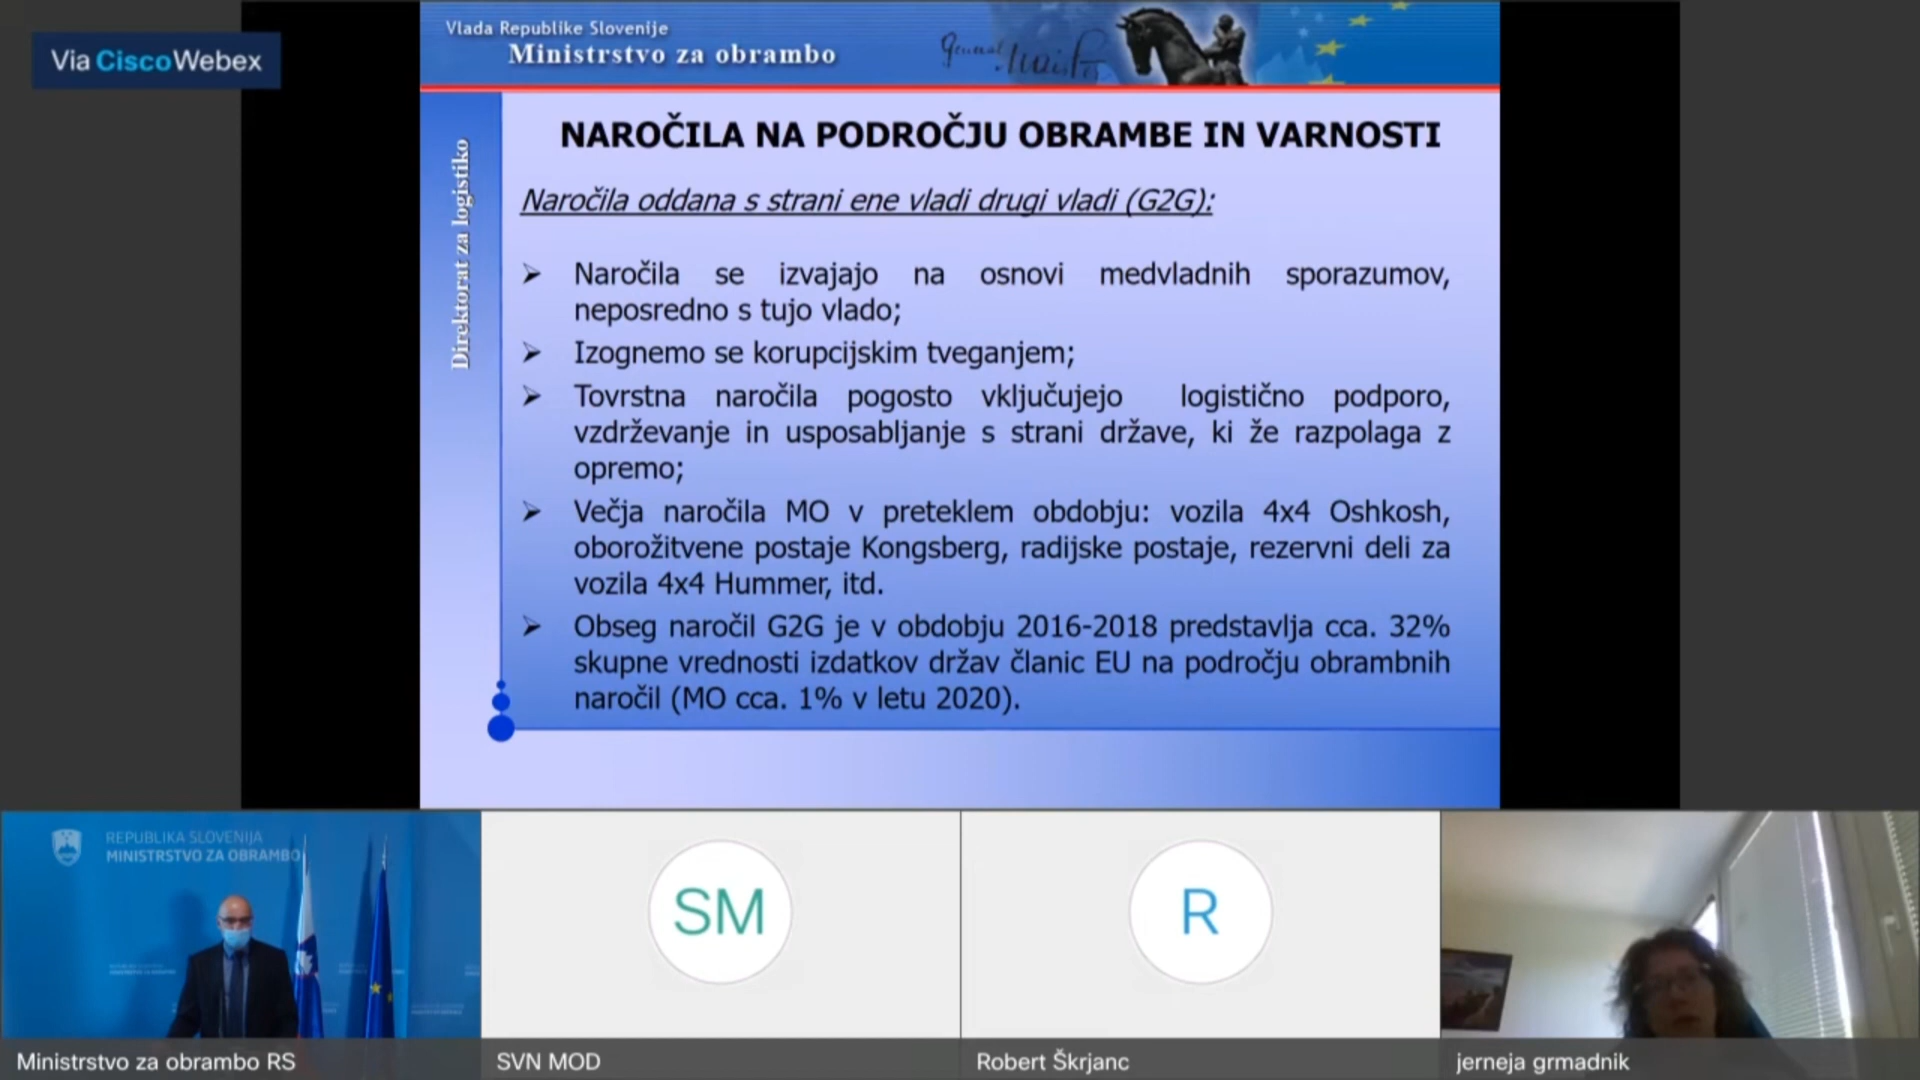 Via CiscoWebex
Vlada Republike Slovenije
Ministrstvo za obrambo
Direktorat za logistiko
NAROČILA NA PODROČJU OBRAMBE IN VARNOSTI
Naročila oddana s strani ene vladi drugi vladi (G2G):
➢ Naročila se izvajajo na osnovi medvladnih sporazumov,
neposredno s tujo vlado;
➢ Izognemo se korupcijskim tveganjem;
➢ Tovrstna naročila pogosto vključujejo logistično podporo,
vzdrževanje in usposabljanje s strani države, ki že razpolaga z
opremo;
➢ Večja naročila MO v preteklem obdobju: vozila 4x4 Oshkosh,
oborožitvene postaje Kongsberg, radijske postaje, rezervni deli za
vozila 4x4 Hummer, itd.
➢ Obseg naročil G2G je v obdobju 2016-2018 predstavlja cca. 32%
skupne vrednosti izdatkov držav članic EU na področju obrambnih
naročil (MO cca. 1% v letu 2020).
REPUBLIKA SLOVENIJA
MINISTRSTVO ZA OBRAMBO
SM
R
Ministrstvo za obrambo RS
SVN MOD
Robert Škrjanc
jerneja grmadnik